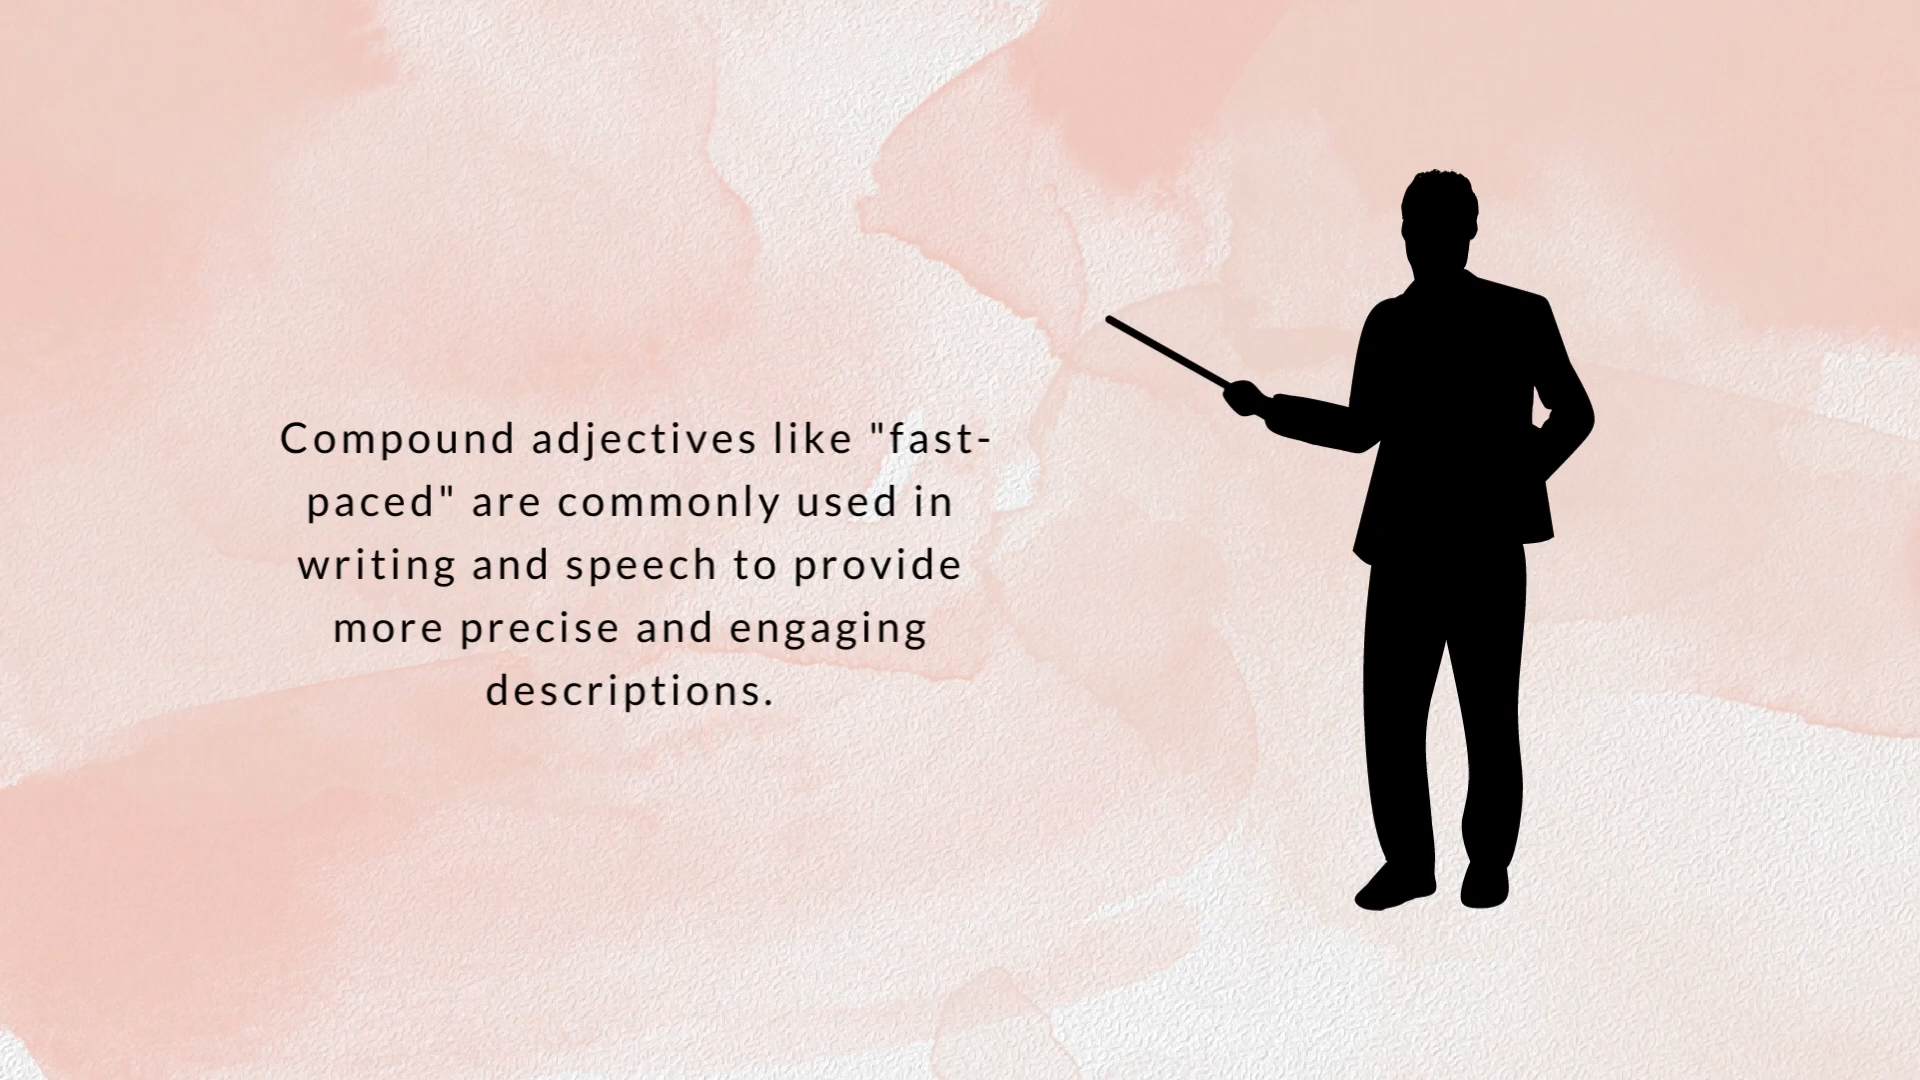 Compound adjectives like "fast-
paced" are commonly used in
writing and speech to provide
more precise and engaging
descriptions.